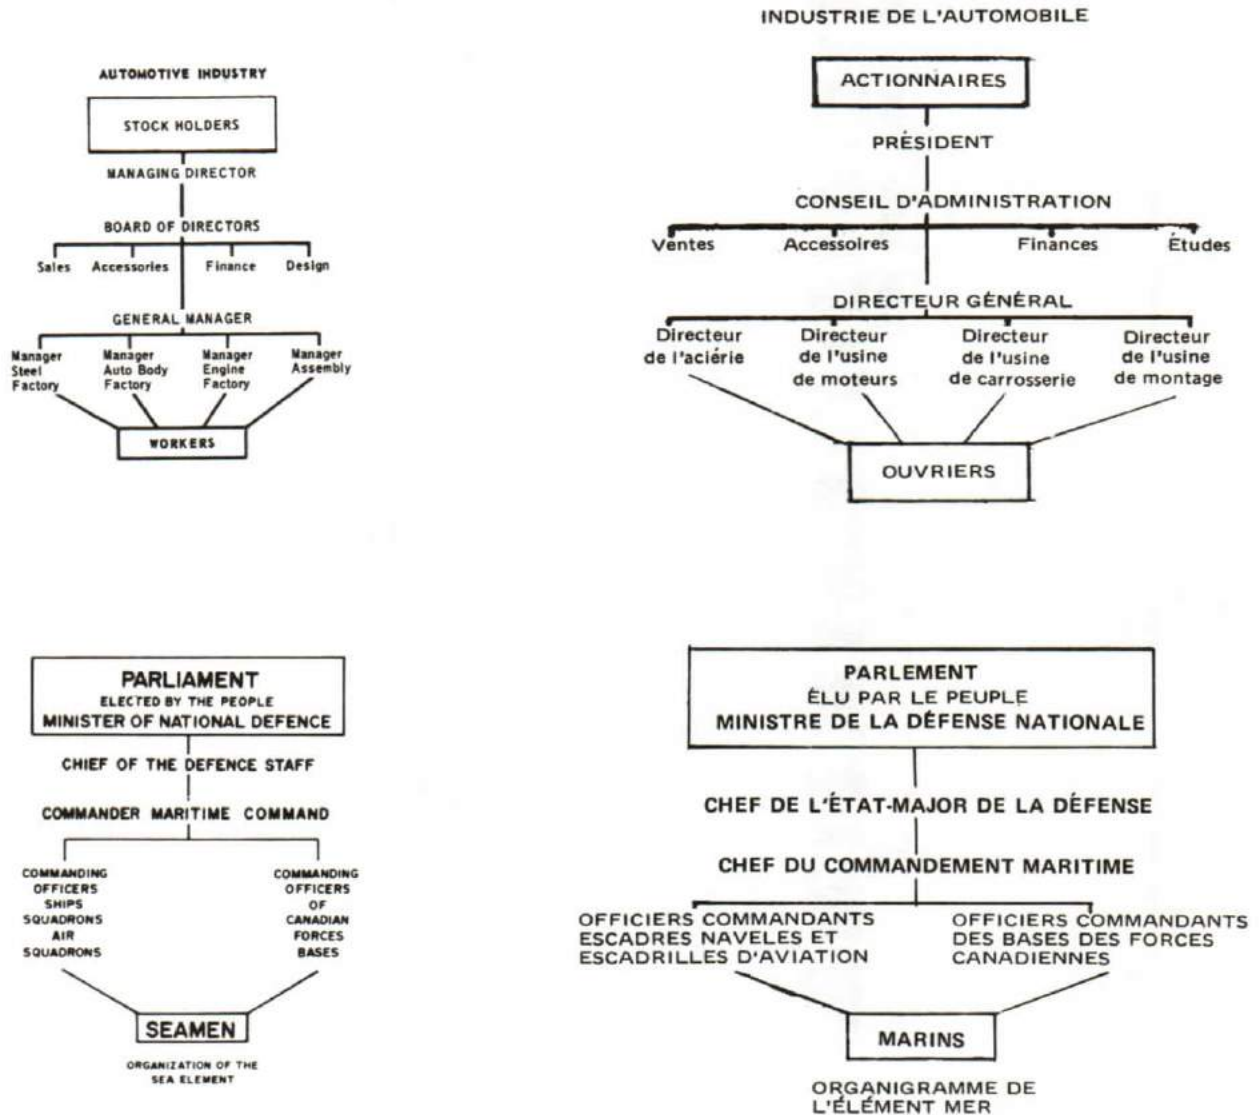 AUTOMOTIVE INDUSTRY
STOCK HOLDERS
MANAGING DIRECTOR
BOARD OF DIRECTORS
Sales Accessories Finance Design
GENERAL MANAGER
Manager
Steel
Factory
Manager
Auto Body
Factory
Manager
Engine
Factory
Manager
Assembly
WORKERS
INDUSTRIE DE L'AUTOMOBILE
ACTIONNAIRES
PRÉSIDENT
CONSEIL D'ADMINISTRATION
Ventes Accessoires Finances Études
DIRECTEUR GÉNÉRAL
Directeur
de l'aciérie
Directeur
de l'usine
de moteurs
Directeur
de l'usine
de carrosserie
Directeur
de l'usine
de montage
OUVRIERS
PARLIAMENT
ELECTED BY THE PEOPLE
MINISTER OF NATIONAL DEFENCE
CHIEF OF THE DEFENCE STAFF
COMMANDER MARITIME COMMAND
COMMANDING
OFFICERS
SHIPS
SQUADRONS
AIR
SQUADRONS
COMMANDING
OFFICERS
OF
CANADIAN
FORCES
BASES
SEAMEN
ORGANIZATION OF THE
SEA ELEMENT
PARLEMENT
ÉLU PAR LE PEUPLE
MINISTRE DE LA DÉFENSE NATIONALE
CHEF DE L'ÉTAT-MAJOR DE LA DÉFENSE
CHEF DU COMMANDEMENT MARITIME
OFFICIERS COMMANDANTS
ESCADRES NAVELES ET
ESCADRILLES D'AVIATION
OFFICIERS COMMANDANTS
DES BASES DES FORCES
CANADIENNES
MARINS
ORGANIGRAMME DE
L'ÉLÉMENT MER